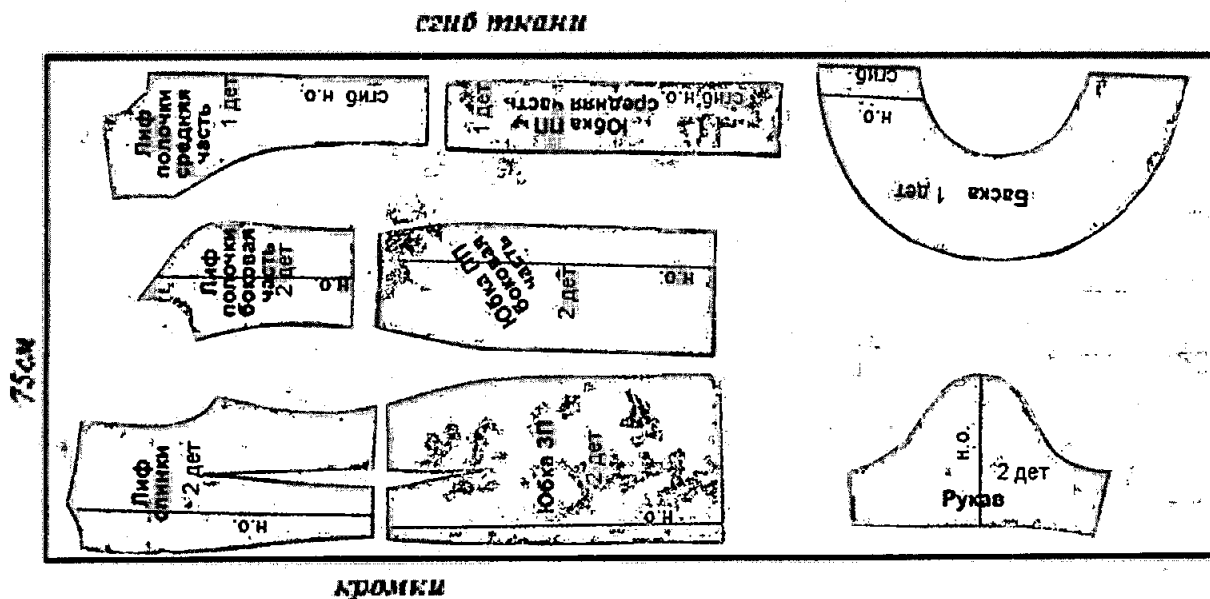 сгиб ткани
Лиф
полочки
средняя
часть
1 дет
сгиб н.о
1 дет
Юбка ПП
средняя часть
сгиб н.о.
сгиб
н.о.
Баска 1 дет
Лиф
полочки
боковая
часть
2 дет
н.о.
Юбка ПП
боковая
часть
2 дет
н.о.
75см
Лиф
спинки
2 дет
н.о.
Юбка ЗП
2 дет
н.о
н.о.
2 дет
Рукав
кромки